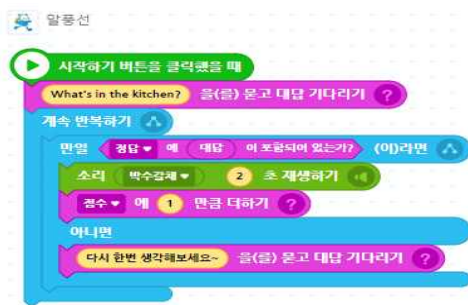 말풍선
시작하기 버튼을 클릭했을 때
What's in the kitchen? 을(를) 묻고 대답 기다리기 ?
계속 반복하기
만일 정답 ▼ 에 대답 이 포함되어 있는가? (이)라면
소리 박수갈채 ▼ 2 초 재생하기
점수 ▼ 에 1 만큼 더하기 ?
아니면
다시 한번 생각해보세요~ 을(를) 묻고 대답 기다리기 ?